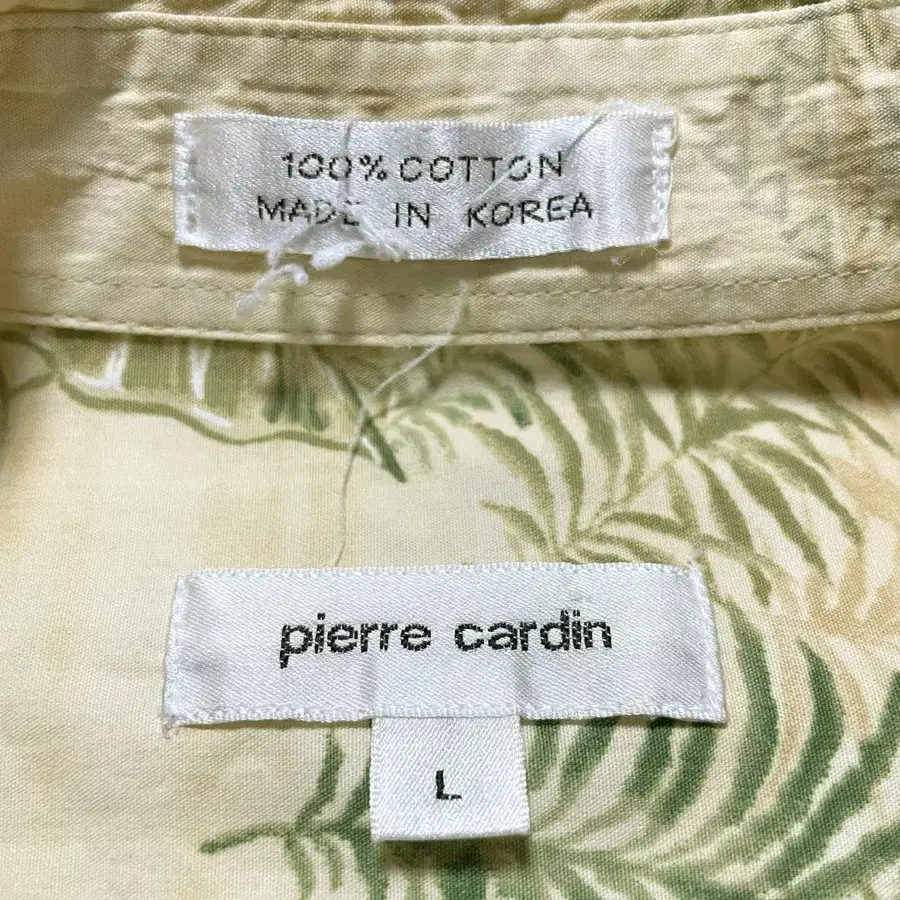 100% COTTON
MADE IN KOREA
pierre cardin
L